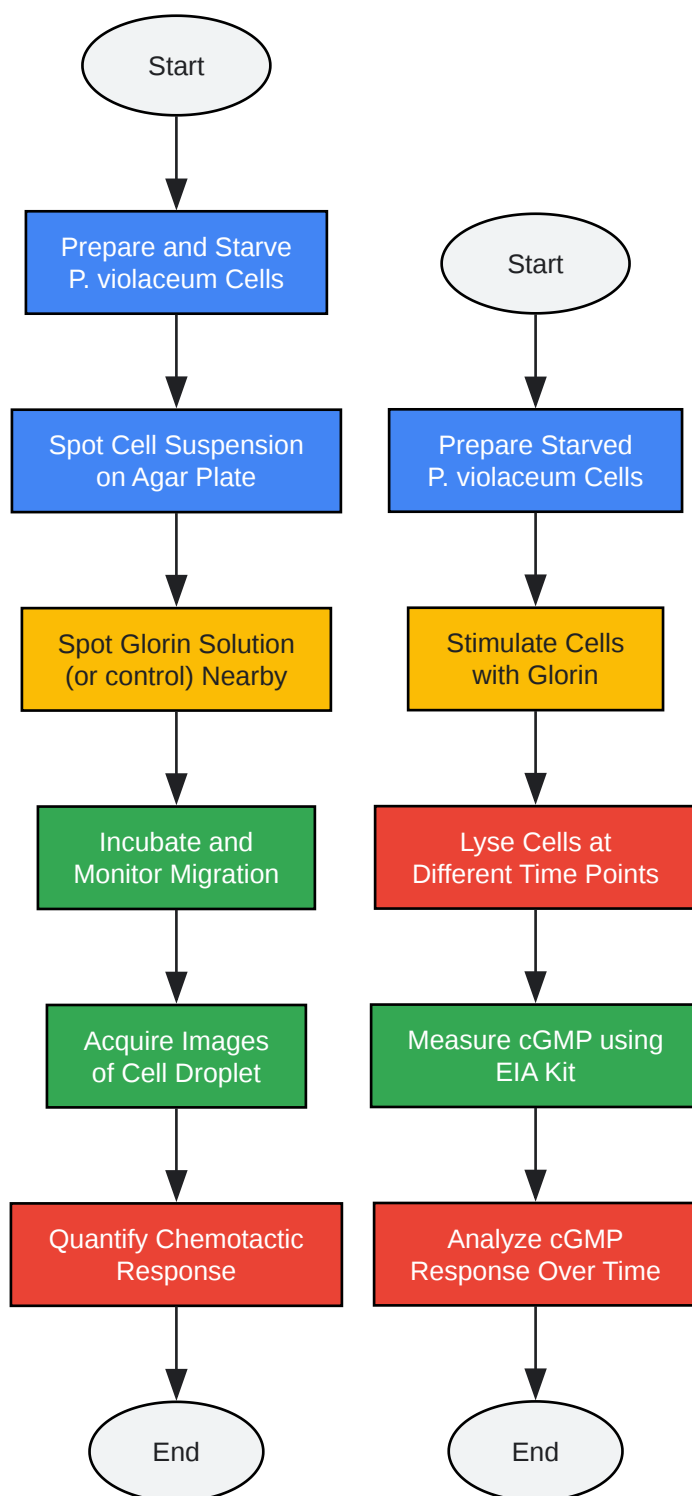 Start
Prepare and Starve
P. violaceum Cells
Spot Cell Suspension
on Agar Plate
Spot Glorin Solution
(or control) Nearby
Incubate and
Monitor Migration
Acquire Images
of Cell Droplet
Quantify Chemotactic
Response
End
Start
Prepare Starved
P. violaceum Cells
Stimulate Cells
with Glorin
Lyse Cells at
Different Time Points
Measure cGMP using
EIA Kit
Analyze cGMP
Response Over Time
End